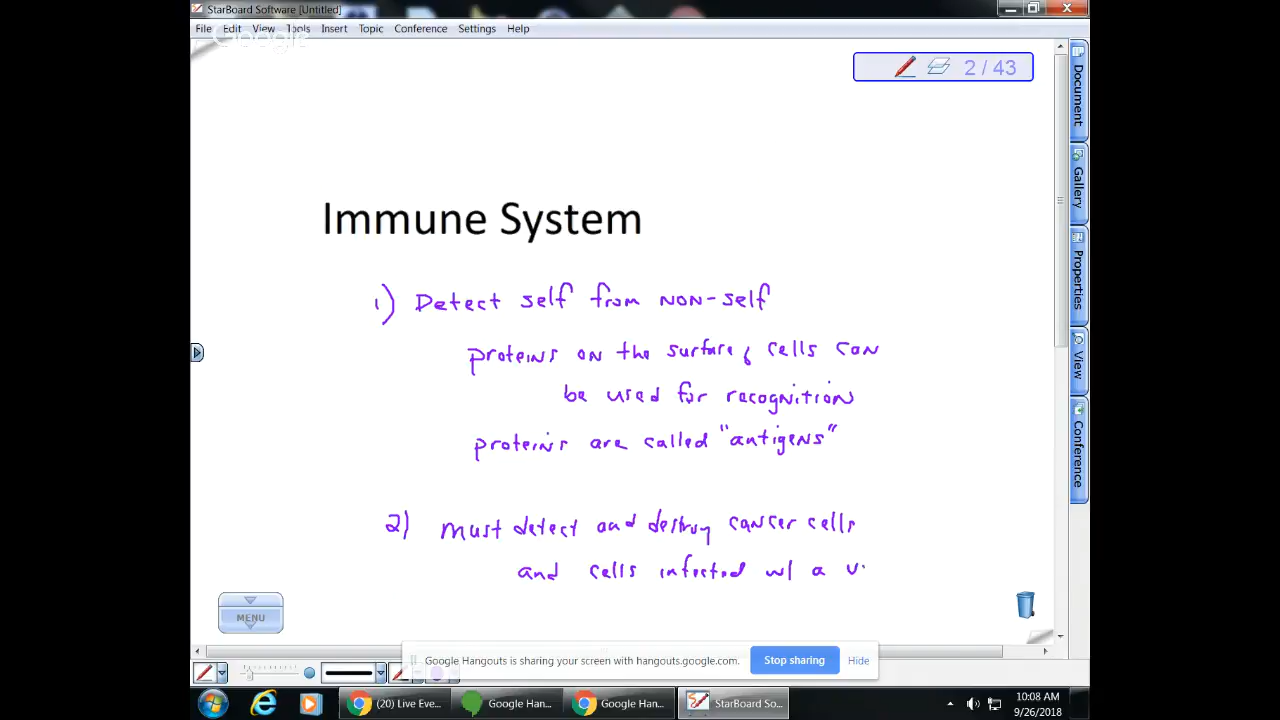 StarBoard Software [Untitled]
File Edit View Tools Insert Topic Conference Settings Help
Google
2 / 43
Document
Gallery
Properties
View
Conference
Immune System
1) Detect self from non-self
proteins on the surface of cells can
be used for recognition
proteins are called "antigens"
2) must detect and destroy cancer cells
and cells infected w/ a
MENU
Google Hangouts is sharing your screen with hangouts.google.com. Stop sharing Hide
(20) Live Eve... Google Han... Google Han... StarBoard So... 10:08 AM
9/26/2018